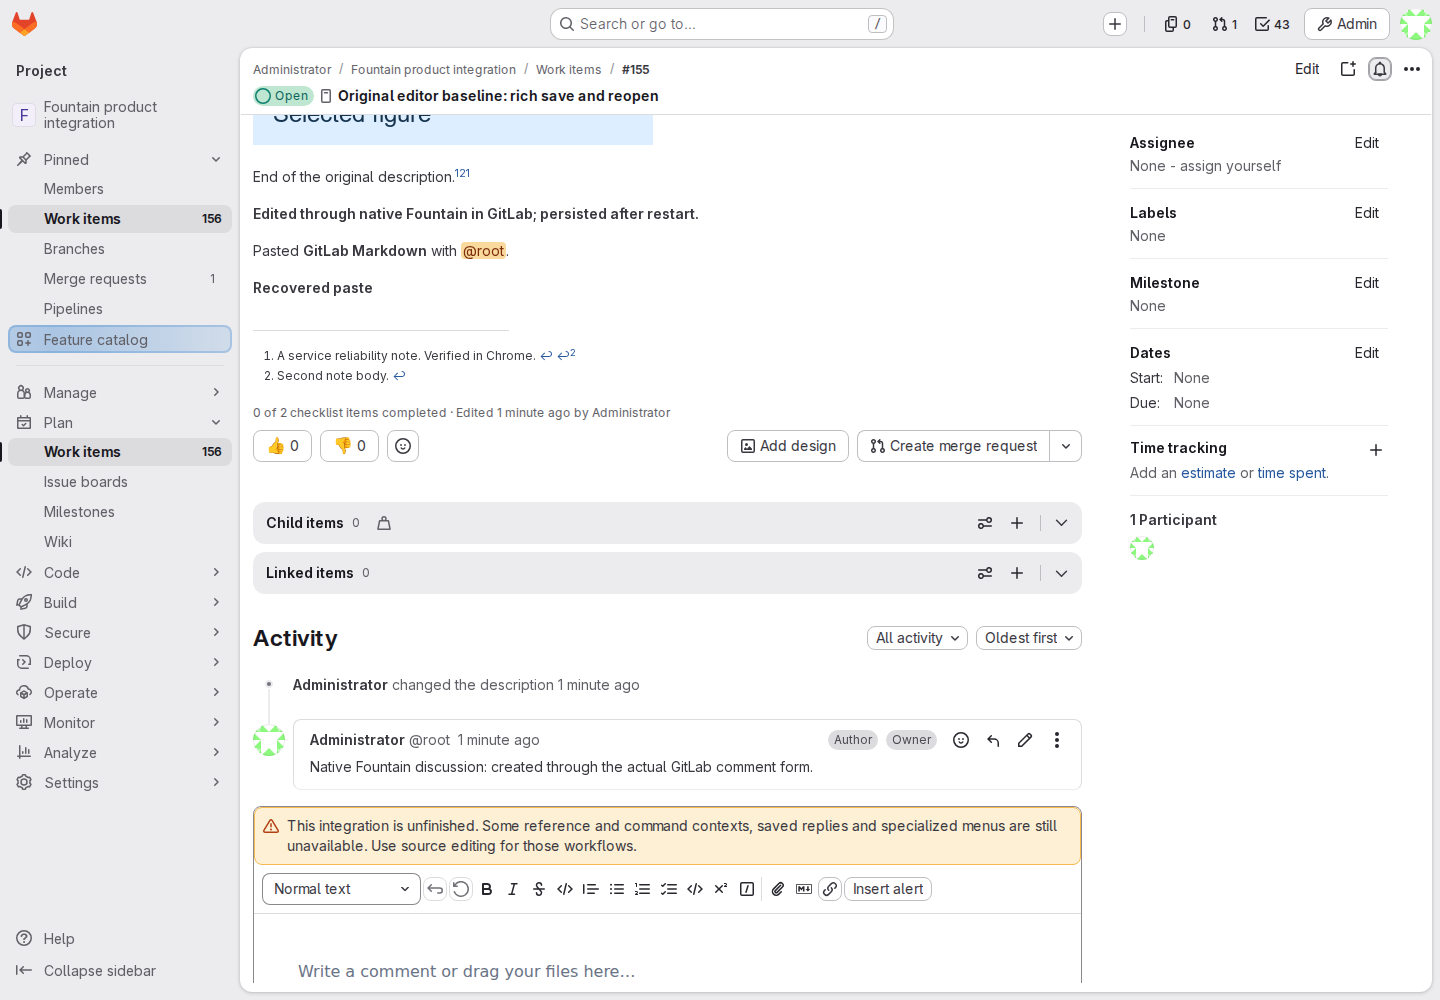 Search or go to...
/
0
1
43
Admin
Project
F
Fountain product integration
Pinned
Members
Work items
156
Branches
Merge requests
1
Pipelines
Feature catalog
Manage
Plan
Work items
156
Issue boards
Milestones
Wiki
Code
Build
Secure
Deploy
Operate
Monitor
Analyze
Settings
Help
Collapse sidebar
Administrator / Fountain product integration / Work items / #155
Edit
Open
Original editor baseline: rich save and reopen
Selected figure
End of the original description.121
Edited through native Fountain in GitLab; persisted after restart.
Pasted GitLab Markdown with @root.
Recovered paste
1. A service reliability note. Verified in Chrome. ↩ ↩2
2. Second note body. ↩
0 of 2 checklist items completed · Edited 1 minute ago by Administrator
👍 0
👎 0
Add design
Create merge request
Child items 0
Linked items 0
Activity
All activity
Oldest first
Administrator changed the description 1 minute ago
Administrator @root 1 minute ago
Author
Owner
Native Fountain discussion: created through the actual GitLab comment form.
This integration is unfinished. Some reference and command contexts, saved replies and specialized menus are still
unavailable. Use source editing for those workflows.
Normal text
Insert alert
Write a comment or drag your files here...
Assignee
Edit
None - assign yourself
Labels
Edit
None
Milestone
Edit
None
Dates
Edit
Start: None
Due: None
Time tracking
Add an estimate or time spent.
1 Participant